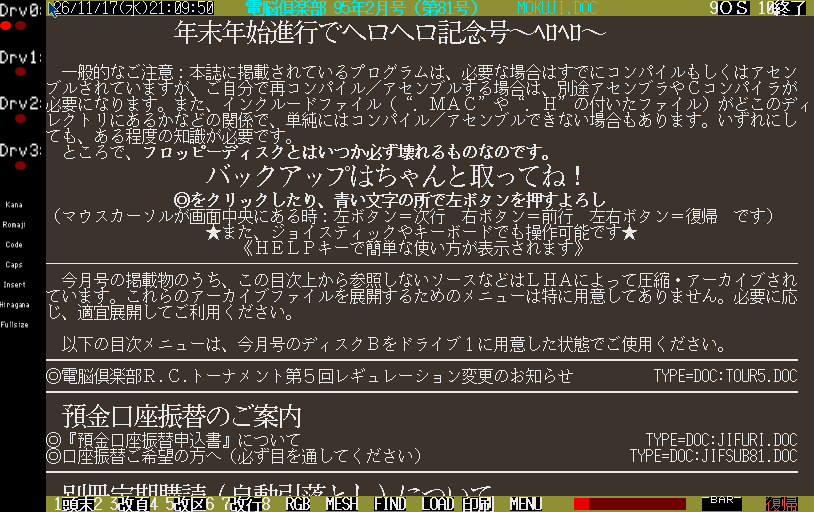 Drv0:
26/11/17(水)21:09:50 電脳倶楽部 95年2月号 (第81号) MOKUJI.DOC 9OS 10終了
年末年始進行でヘロヘロ記念号〜ﾍﾛﾍﾛ〜
Drv1:
一般的なご注意：本誌に掲載されているプログラムは、必要な場合はすでにコンパイルもしくはアセン
ブルされていますが、ご自分で再コンパイル／アセンブルする場合は、別途アセンブラやＣコンパイラが
必要になります。また、インクルードファイル（“．ＭＡＣ”や“．Ｈ”の付いたファイル）がどこのディ
レクトリにあるかなどの関係で、単純にはコンパイル／アセンブルできない場合もあります。いずれにし
ても、ある程度の知識が必要です。
Drv2:
Drv3:
ところで、フロッピーディスクとはいつか必ず壊れるものなのです。
バックアップはちゃんと取ってね！
◎をクリックしたり、青い文字の所で左ボタンを押すよろし
（マウスカーソルが画面中央にある時：左ボタン＝次行　右ボタン＝前行　左右ボタン＝復帰　です）
★また、ジョイスティックやキーボードでも操作可能です★
《ＨＥＬＰキーで簡単な使い方が表示されます》
Kana
Romaji
Code
Caps
Insert
Hiragana
Fullsize
今月号の掲載物のうち、この目次上から参照しないソースなどはＬＨＡによって圧縮・アーカイブされ
ています。これらのアーカイブファイルを展開するためのメニューは特に用意してありません。必要に応
じ、適宜展開してご利用ください。
以下の目次メニューは、今月号のディスクＢをドライブ１に用意した状態でご使用ください。
◎電脳倶楽部Ｒ.Ｃ.トーナメント第５回レギュレーション変更のお知らせ TYPE=DOC:TOUR5.DOC
預金口座振替のご案内
◎『預金口座振替申込書』について TYPE=DOC:JIFURI.DOC
◎口座振替ご希望の方へ（必ず目を通してください） TYPE=DOC:JIFSUB81.DOC
別冊定期購読（自動引落とし）について
1頭末2 3改頁4 5改区6 7改行8 RGB MESH FIND LOAD 印刷 MENU BAR 復帰